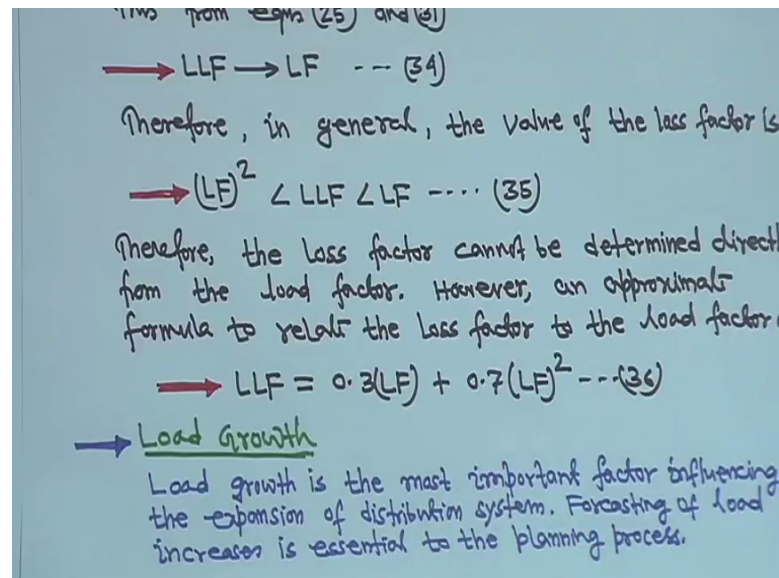 from eqns (25) and (31)
→ LLF → LF --- (34)
Therefore, in general, the value of the loss factor is
→ (LF)² < LLF < LF ---- (35)
Therefore, the loss factor cannot be determined direct
from the load factor. However, an approximate
formula to relate the loss factor to the load factor
→ LLF = 0.3(LF) + 0.7(LF)² ---(36)
→ Load Growth
Load growth is the most important factor influencing
the expansion of distribution system. Forcasting of load
increases is essential to the planning process.